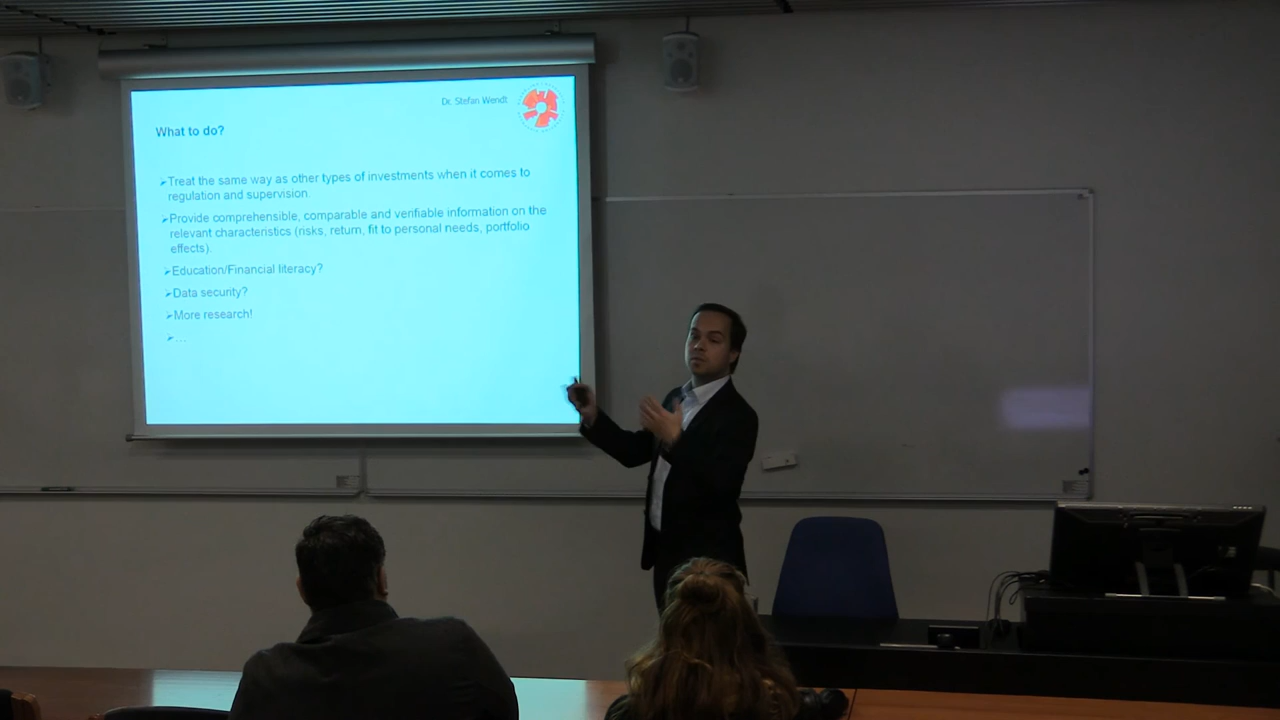 Dr. Stefan Wendt
What to do?
➢Treat the same way as other types of investments when it comes to
regulation and supervision.
➢Provide comprehensible, comparable and verifiable information on the
relevant characteristics (risks, return, fit to personal needs, portfolio
effects).
➢Education/Financial literacy?
➢Data security?
➢More research!
➢...